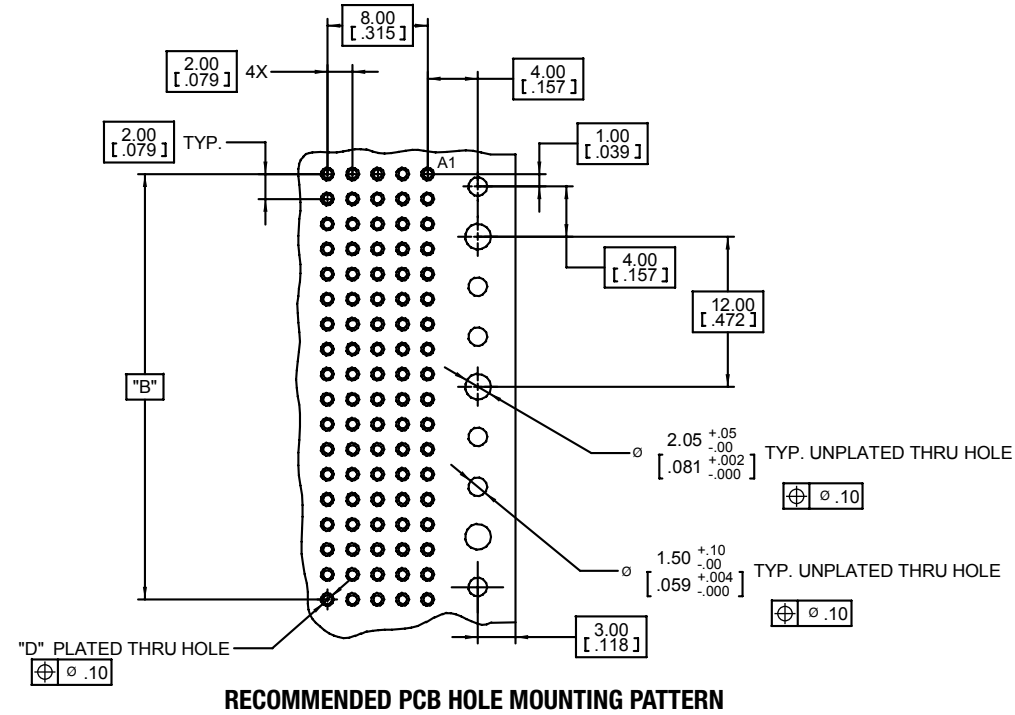 8.00
[ .315 ]
2.00
[ .079 ]
4X
4.00
[ .157 ]
2.00
[ .079 ]
TYP.
1.00
[ .039 ]
A1
4.00
[ .157 ]
12.00
[ .472 ]
"B"
Ø 2.05 +.05 -.00
[ .081 +.002 -.000 ]
TYP. UNPLATED THRU HOLE
⌖ Ø .10
Ø 1.50 +.10 -.00
[ .059 +.004 -.000 ]
TYP. UNPLATED THRU HOLE
⌖ Ø .10
3.00
[ .118 ]
"D" PLATED THRU HOLE
⌖ Ø .10
RECOMMENDED PCB HOLE MOUNTING PATTERN